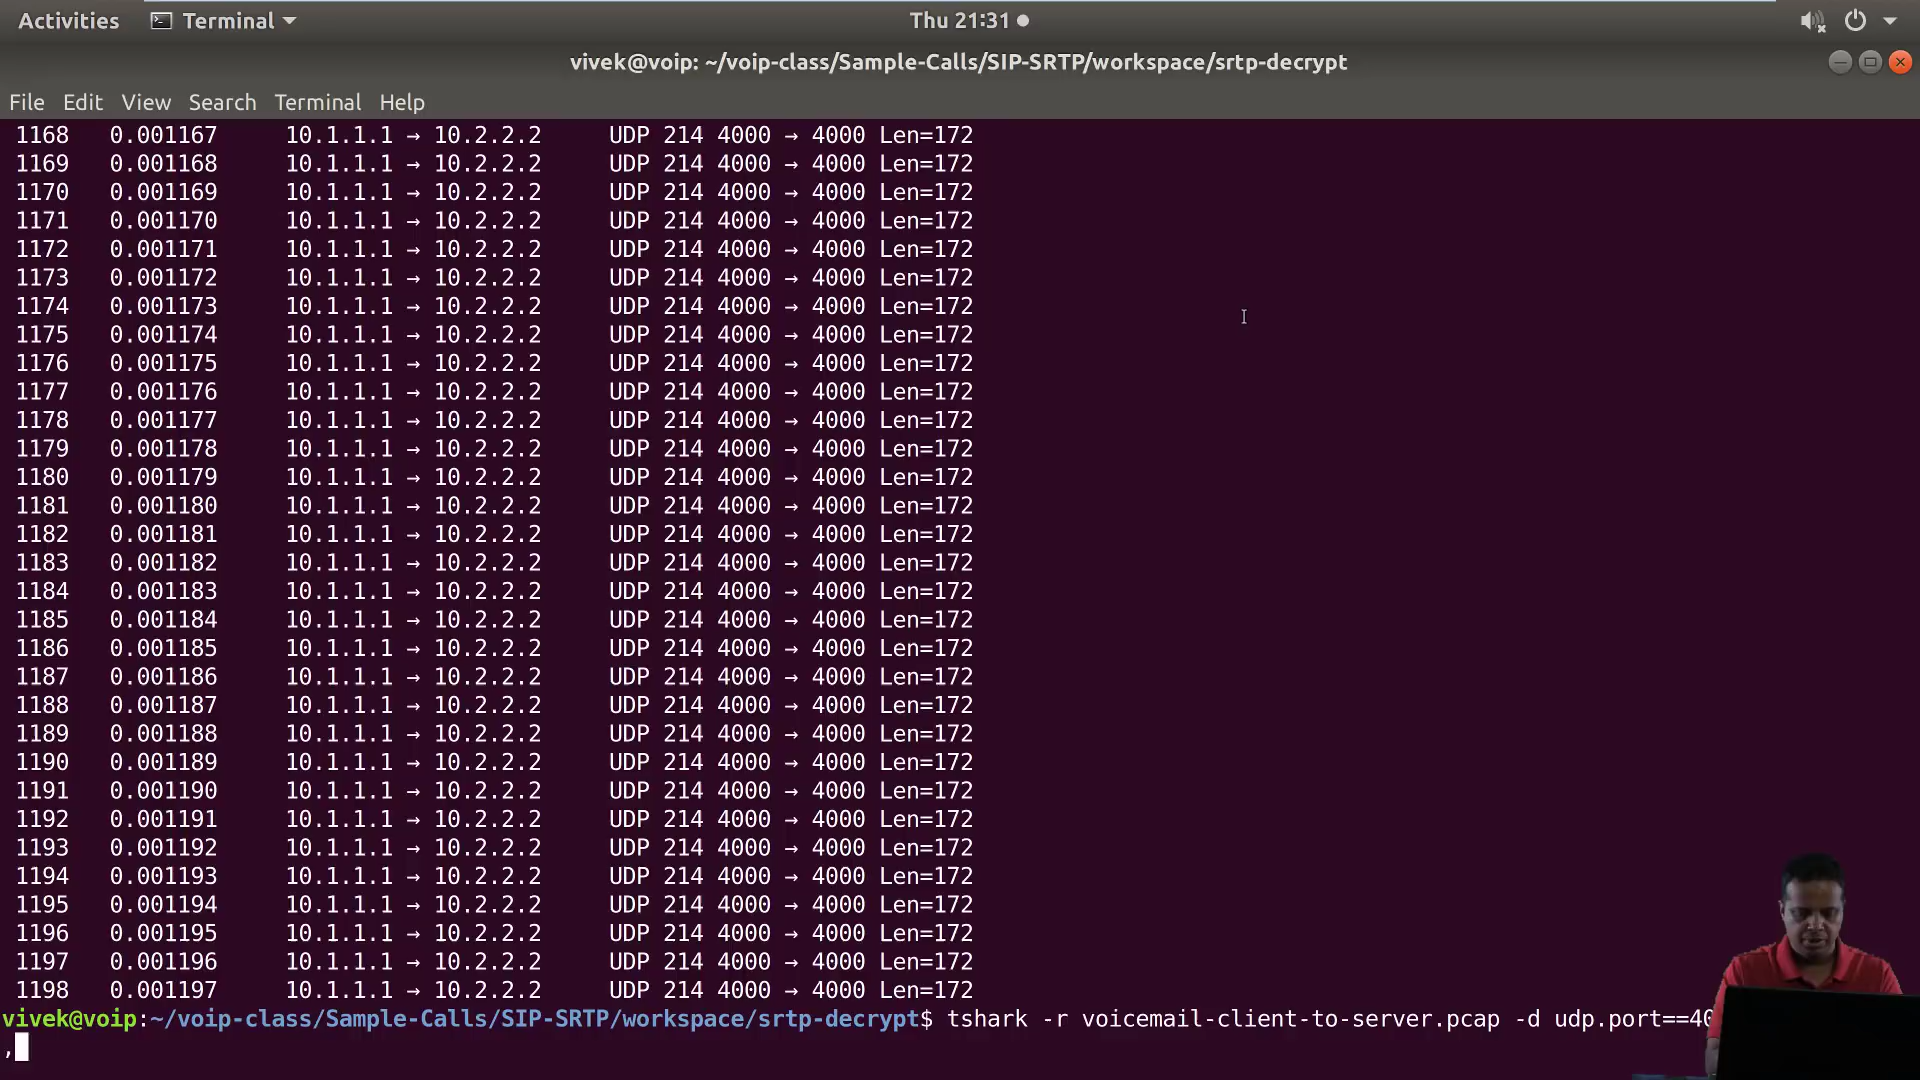 Activities Terminal Thu 21:31
vivek@voip: ~/voip-class/Sample-Calls/SIP-SRTP/workspace/srtp-decrypt
File Edit View Search Terminal Help
1168 0.001167 10.1.1.1 → 10.2.2.2 UDP 214 4000 → 4000 Len=172
1169 0.001168 10.1.1.1 → 10.2.2.2 UDP 214 4000 → 4000 Len=172
1170 0.001169 10.1.1.1 → 10.2.2.2 UDP 214 4000 → 4000 Len=172
1171 0.001170 10.1.1.1 → 10.2.2.2 UDP 214 4000 → 4000 Len=172
1172 0.001171 10.1.1.1 → 10.2.2.2 UDP 214 4000 → 4000 Len=172
1173 0.001172 10.1.1.1 → 10.2.2.2 UDP 214 4000 → 4000 Len=172
1174 0.001173 10.1.1.1 → 10.2.2.2 UDP 214 4000 → 4000 Len=172
1175 0.001174 10.1.1.1 → 10.2.2.2 UDP 214 4000 → 4000 Len=172
1176 0.001175 10.1.1.1 → 10.2.2.2 UDP 214 4000 → 4000 Len=172
1177 0.001176 10.1.1.1 → 10.2.2.2 UDP 214 4000 → 4000 Len=172
1178 0.001177 10.1.1.1 → 10.2.2.2 UDP 214 4000 → 4000 Len=172
1179 0.001178 10.1.1.1 → 10.2.2.2 UDP 214 4000 → 4000 Len=172
1180 0.001179 10.1.1.1 → 10.2.2.2 UDP 214 4000 → 4000 Len=172
1181 0.001180 10.1.1.1 → 10.2.2.2 UDP 214 4000 → 4000 Len=172
1182 0.001181 10.1.1.1 → 10.2.2.2 UDP 214 4000 → 4000 Len=172
1183 0.001182 10.1.1.1 → 10.2.2.2 UDP 214 4000 → 4000 Len=172
1184 0.001183 10.1.1.1 → 10.2.2.2 UDP 214 4000 → 4000 Len=172
1185 0.001184 10.1.1.1 → 10.2.2.2 UDP 214 4000 → 4000 Len=172
1186 0.001185 10.1.1.1 → 10.2.2.2 UDP 214 4000 → 4000 Len=172
1187 0.001186 10.1.1.1 → 10.2.2.2 UDP 214 4000 → 4000 Len=172
1188 0.001187 10.1.1.1 → 10.2.2.2 UDP 214 4000 → 4000 Len=172
1189 0.001188 10.1.1.1 → 10.2.2.2 UDP 214 4000 → 4000 Len=172
1190 0.001189 10.1.1.1 → 10.2.2.2 UDP 214 4000 → 4000 Len=172
1191 0.001190 10.1.1.1 → 10.2.2.2 UDP 214 4000 → 4000 Len=172
1192 0.001191 10.1.1.1 → 10.2.2.2 UDP 214 4000 → 4000 Len=172
1193 0.001192 10.1.1.1 → 10.2.2.2 UDP 214 4000 → 4000 Len=172
1194 0.001193 10.1.1.1 → 10.2.2.2 UDP 214 4000 → 4000 Len=172
1195 0.001194 10.1.1.1 → 10.2.2.2 UDP 214 4000 → 4000 Len=172
1196 0.001195 10.1.1.1 → 10.2.2.2 UDP 214 4000 → 4000 Len=172
1197 0.001196 10.1.1.1 → 10.2.2.2 UDP 214 4000 → 4000 Len=172
1198 0.001197 10.1.1.1 → 10.2.2.2 UDP 214 4000 → 4000 Len=172
vivek@voip:~/voip-class/Sample-Calls/SIP-SRTP/workspace/srtp-decrypt$ tshark -r voicemail-client-to-server.pcap -d
,